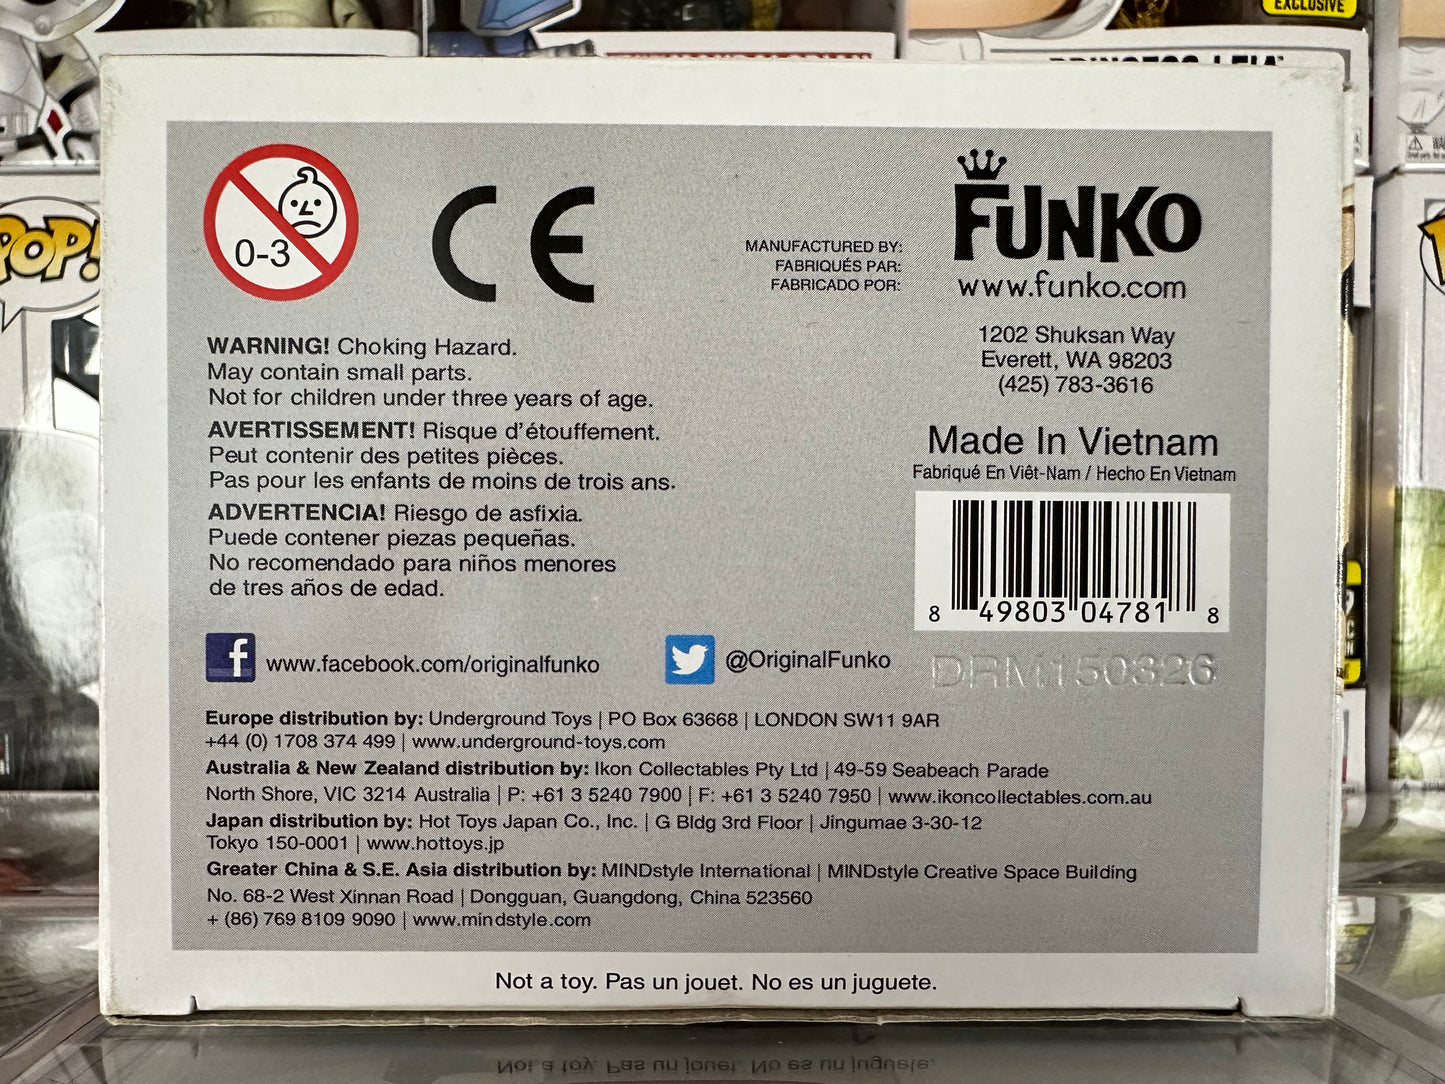 EXCLUSIVE
POP!
0-3
CE
MANUFACTURED BY:
FABRIQUÉS PAR:
FABRICADO POR:
FUNKO
www.funko.com
1202 Shuksan Way
Everett, WA 98203
(425) 783-3616
WARNING! Choking Hazard.
May contain small parts.
Not for children under three years of age.
AVERTISSEMENT! Risque d'étouffement.
Peut contenir des petites pièces.
Pas pour les enfants de moins de trois ans.
ADVERTENCIA! Riesgo de asfixia.
Puede contener piezas pequeñas.
No recomendado para niños menores
de tres años de edad.
Made In Vietnam
Fabriqué En Viêt-Nam / Hecho En Vietnam
8 49803 04781 8
DRM150326
f www.facebook.com/originalfunko
@OriginalFunko
Europe distribution by: Underground Toys | PO Box 63668 | LONDON SW11 9AR
+44 (0) 1708 374 499 | www.underground-toys.com
Australia & New Zealand distribution by: Ikon Collectables Pty Ltd | 49-59 Seabeach Parade
North Shore, VIC 3214 Australia | P: +61 3 5240 7900 | F: +61 3 5240 7950 | www.ikoncollectables.com.au
Japan distribution by: Hot Toys Japan Co., Inc. | G Bldg 3rd Floor | Jingumae 3-30-12
Tokyo 150-0001 | www.hottoys.jp
Greater China & S.E. Asia distribution by: MINDstyle International | MINDstyle Creative Space Building
No. 68-2 West Xinnan Road | Dongguan, Guangdong, China 523560
+ (86) 769 8109 9090 | www.mindstyle.com
Not a toy. Pas un jouet. No es un juguete.